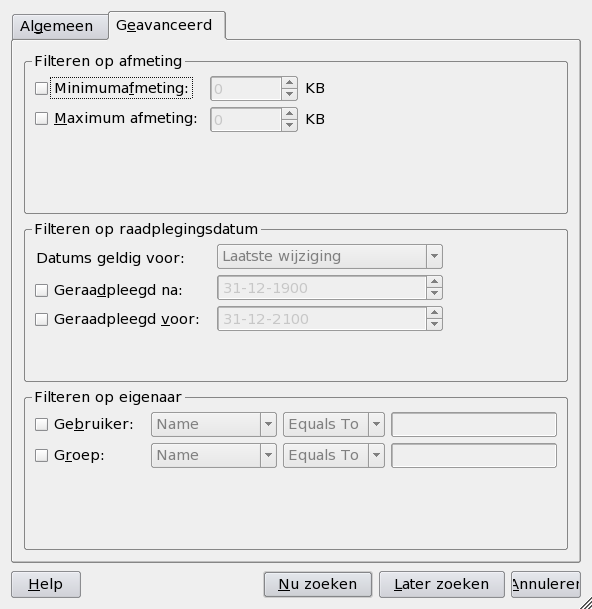 Algemeen Geavanceerd
Filteren op afmeting
Minimumafmeting: 0 KB
Maximum afmeting: 0 KB
Filteren op raadplegingsdatum
Datums geldig voor: Laatste wijziging
Geraadpleegd na: 31-12-1900
Geraadpleegd voor: 31-12-2100
Filteren op eigenaar
Gebruiker: Name Equals To
Groep: Name Equals To
Help Nu zoeken Later zoeken Annuleren